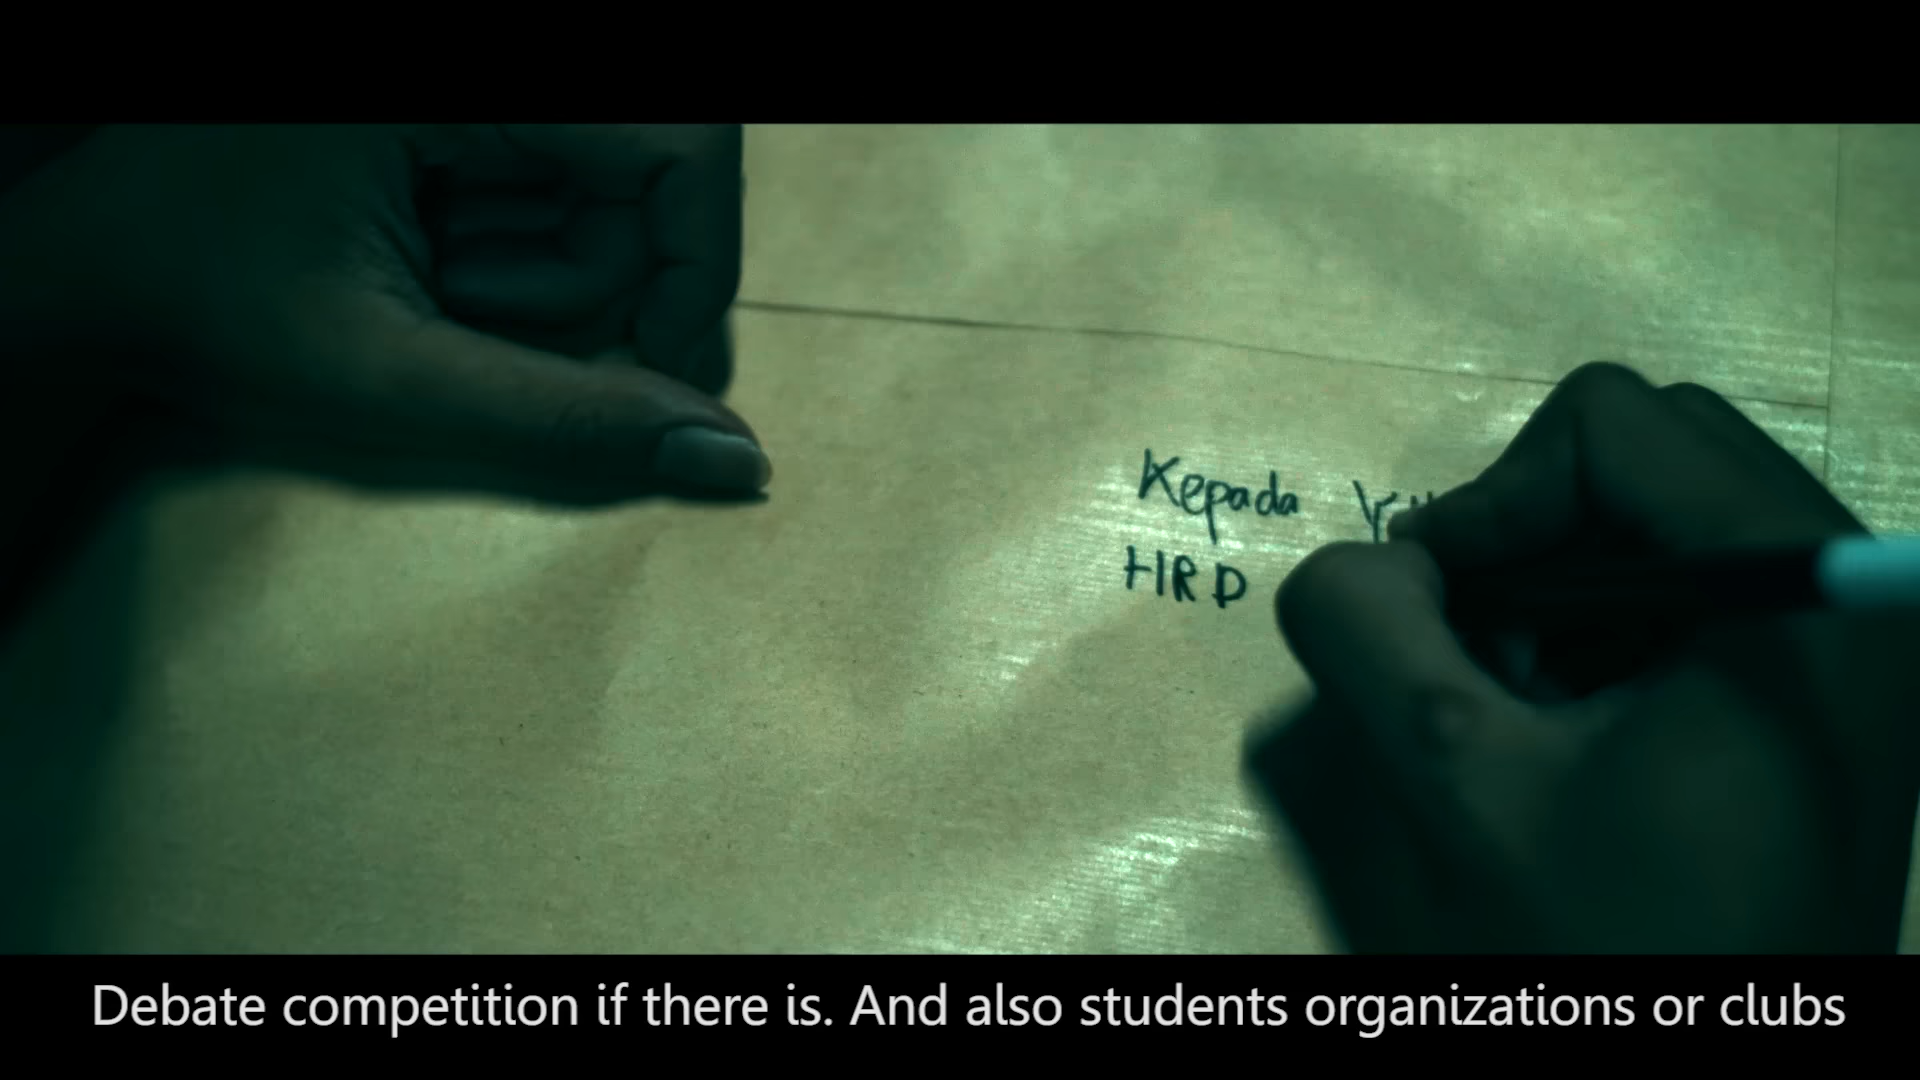 Kepada
HRD
Debate competition if there is. And also students organizations or clubs